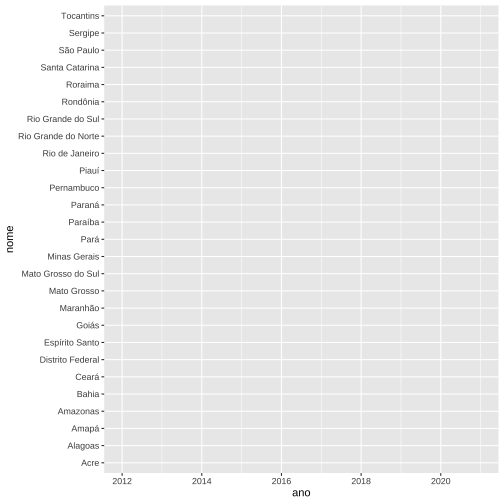 Tocantins
Sergipe
São Paulo
Santa Catarina
Roraima
Rondônia
Rio Grande do Sul
Rio Grande do Norte
Rio de Janeiro
Piauí
Pernambuco
Paraná
Paraíba
Pará
Minas Gerais
Mato Grosso do Sul
Mato Grosso
Maranhão
Goiás
Espírito Santo
Distrito Federal
Ceará
Bahia
Amazonas
Amapá
Alagoas
Acre
nome
2012 2014 2016 2018 2020
ano